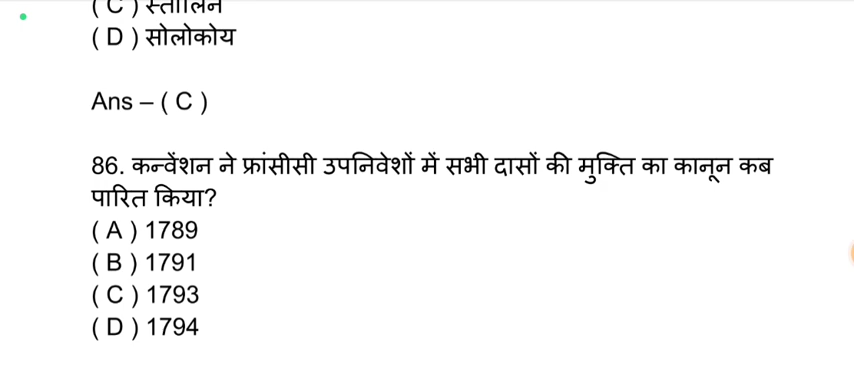 ( C ) स्तालिन
( D ) सोलोकोय
Ans – ( C )
86. कन्वेंशन ने फ्रांसीसी उपनिवेशों में सभी दासों की मुक्ति का कानून कब
पारित किया?
( A ) 1789
( B ) 1791
( C ) 1793
( D ) 1794